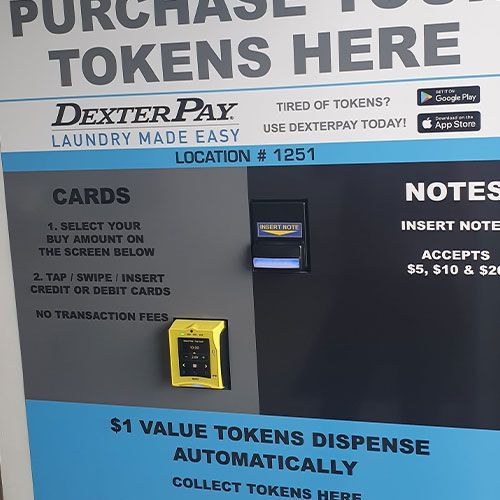 PURCHASE YOUR
TOKENS HERE
DEXTERPAY
LAUNDRY MADE EASY
TIRED OF TOKENS?
USE DEXTERPAY TODAY!
GET IT ON
Google Play
Download on the
App Store
LOCATION # 1251
CARDS
1. SELECT YOUR
BUY AMOUNT ON
THE SCREEN BELOW
2. TAP / SWIPE / INSERT
CREDIT OR DEBIT CARDS
NO TRANSACTION FEES
INSERT NOTE
NOTES
INSERT NOTE
ACCEPTS
$5, $10 & $20
$1 VALUE TOKENS DISPENSE
AUTOMATICALLY
COLLECT TOKENS HERE